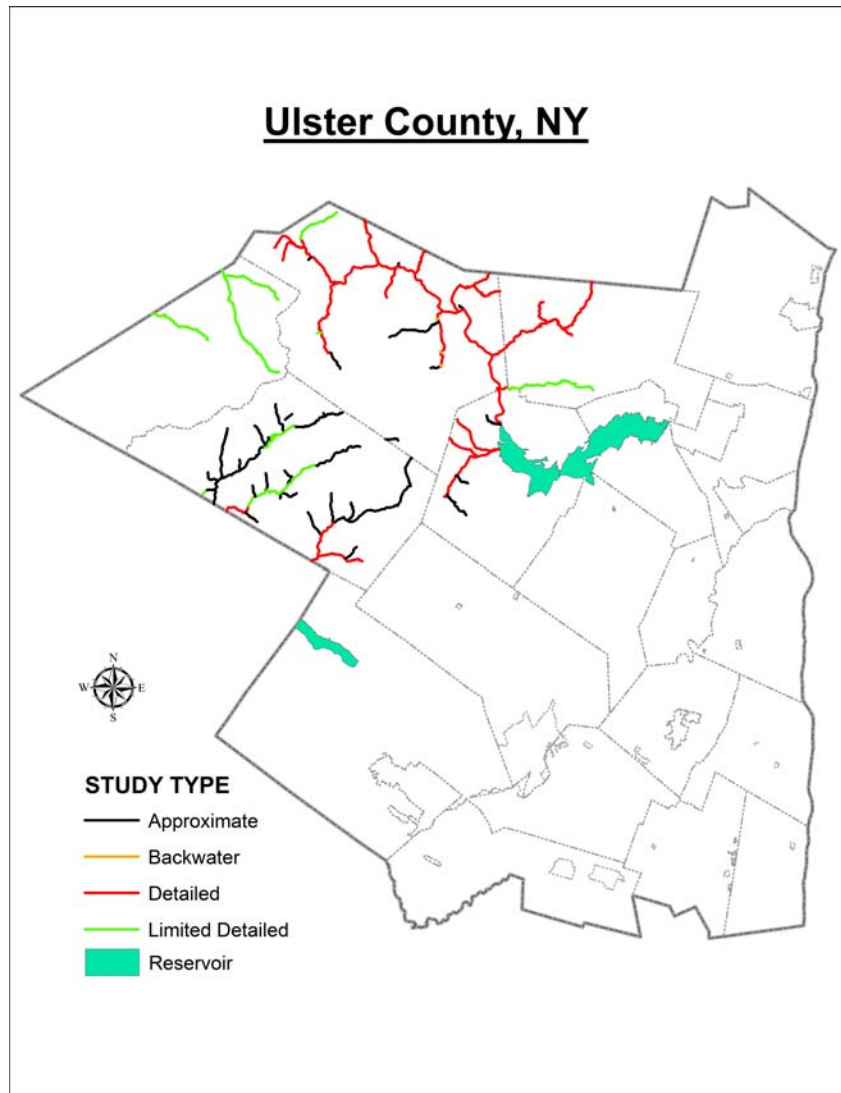 Ulster County, NY
N
W E
S
STUDY TYPE
Approximate
Backwater
Detailed
Limited Detailed
Reservoir